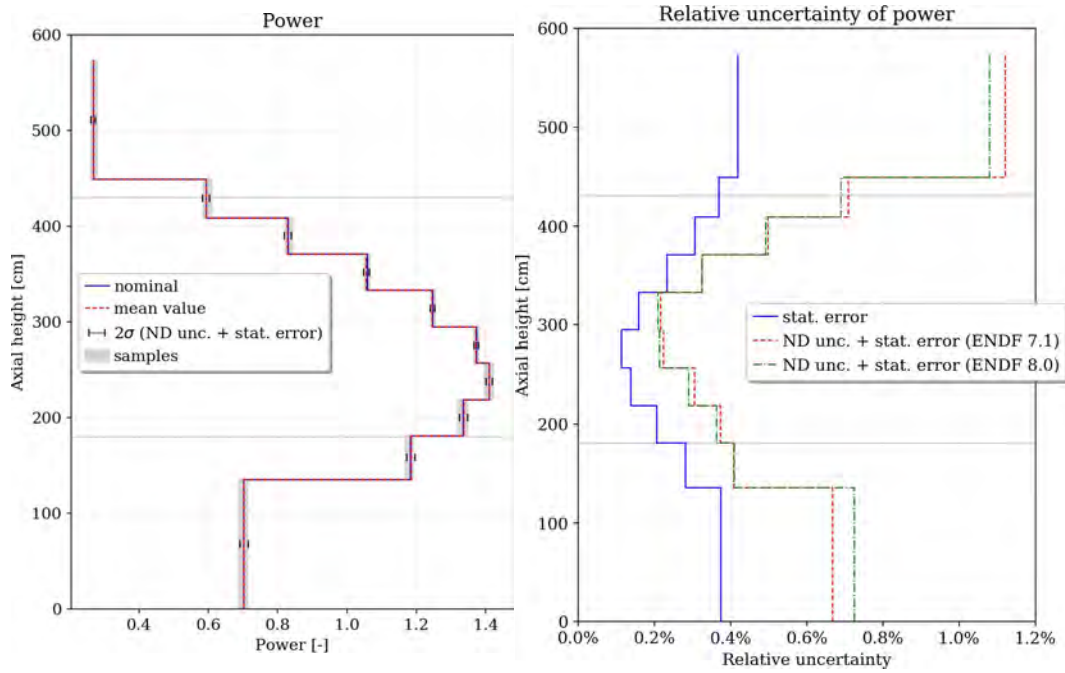 Power
600
500
400
300
200
100
0
Axial height [cm]
nominal
mean value
2σ (ND unc. + stat. error)
samples
0.4 0.6 0.8 1.0 1.2 1.4
Power [-]
Relative uncertainty of power
600
500
400
300
200
100
0
Axial height [cm]
stat. error
ND unc. + stat. error (ENDF 7.1)
ND unc. + stat. error (ENDF 8.0)
0.0% 0.2% 0.4% 0.6% 0.8% 1.0% 1.2%
Relative uncertainty